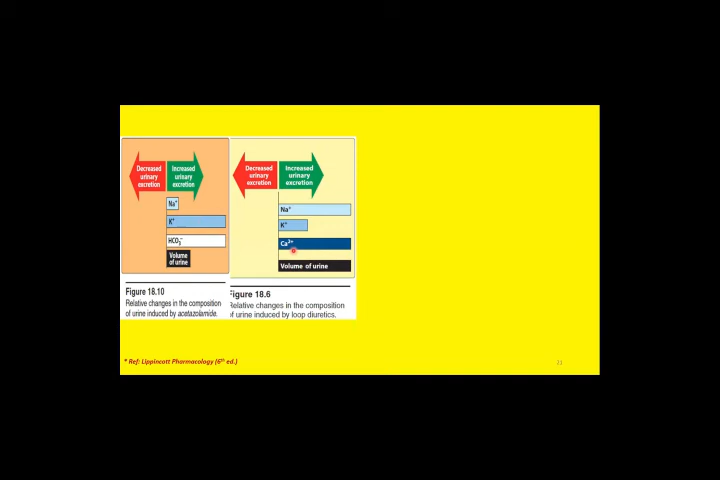 Decreased
urinary
excretion
Increased
urinary
excretion
Na⁺
K⁺
HCO₃⁻
Volume
of urine
Figure 18.10
Relative changes in the composition
of urine induced by acetazolamide.
Decreased
urinary
excretion
Increased
urinary
excretion
Na⁺
K⁺
Ca²⁺
Volume of urine
Figure 18.6
Relative changes in the composition
of urine induced by loop diuretics.
* Ref: Lippincott Pharmacology (6th ed.)